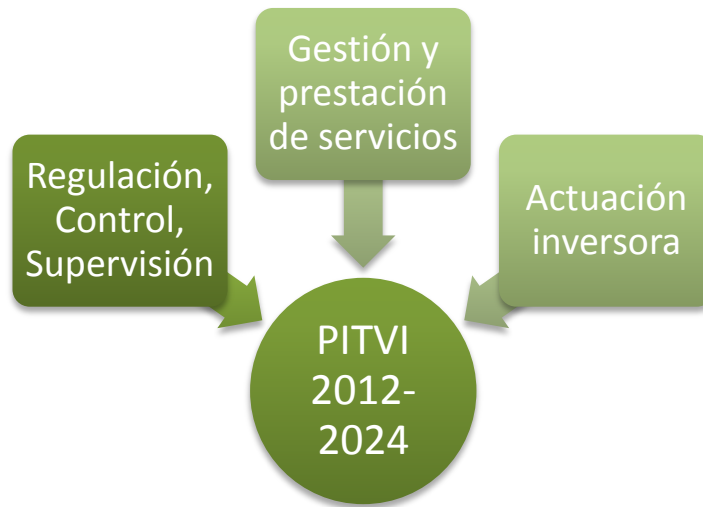 Gestión y
prestación
de servicios
Regulación,
Control,
Supervisión
Actuación
inversora
PITVI
2012-
2024